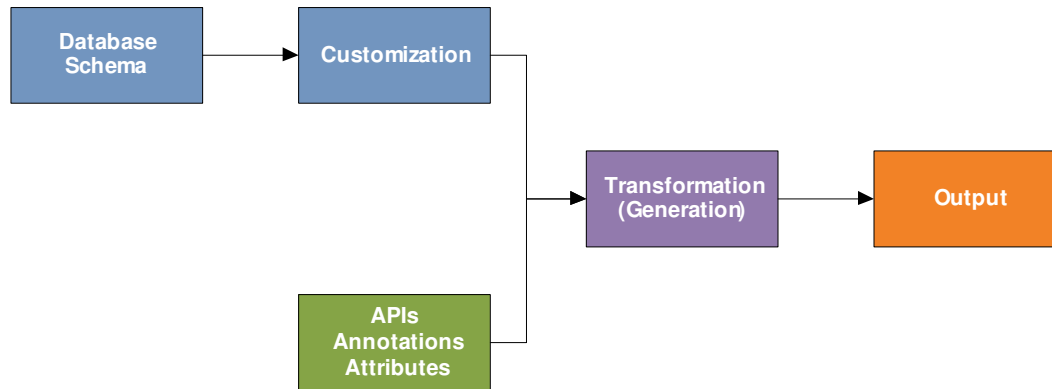 Database
Schema
Customization
Transformation
(Generation)
Output
APIs
Annotations
Attributes